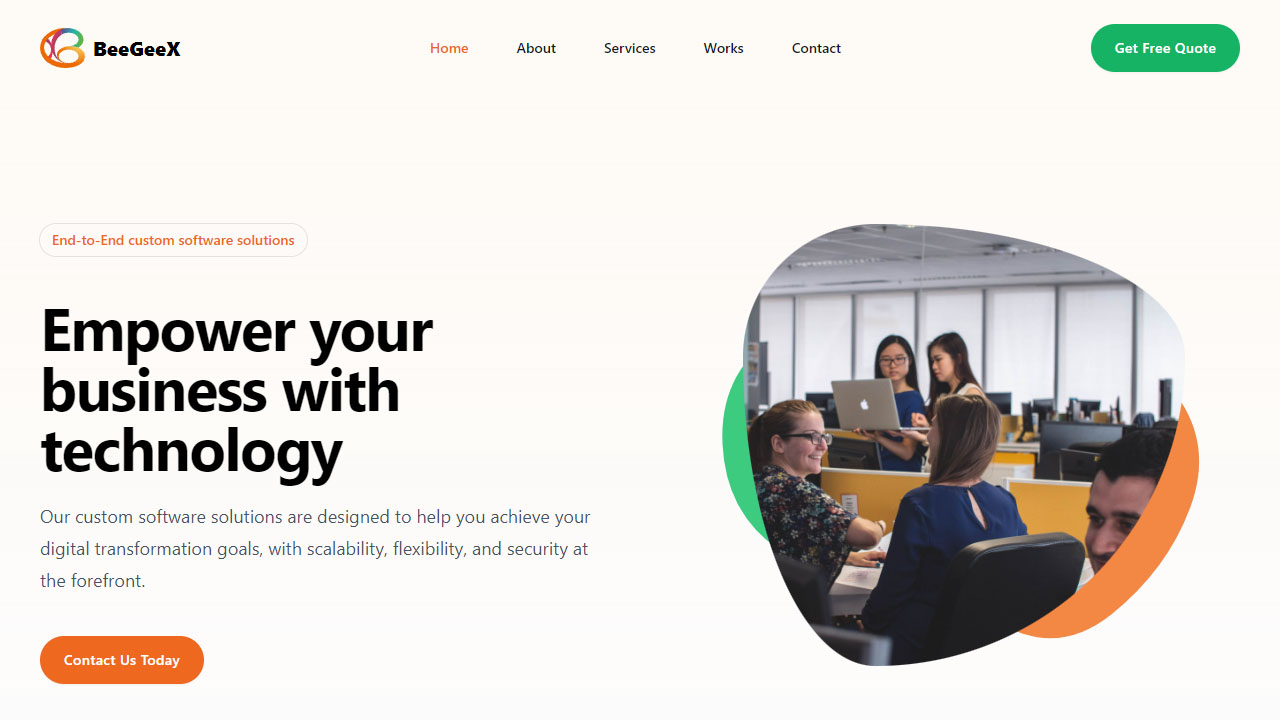 BeeGeeX
Home
About
Services
Works
Contact
Get Free Quote
End-to-End custom software solutions
Empower your
business with
technology
Our custom software solutions are designed to help you achieve your
digital transformation goals, with scalability, flexibility, and security at
the forefront.
Contact Us Today